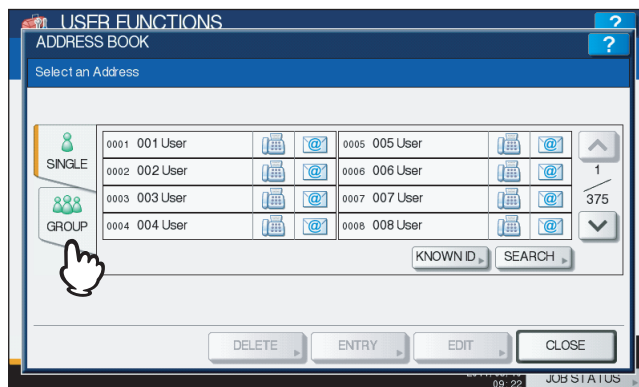 USER FUNCTIONS ?
ADDRESS BOOK ?
Select an Address
SINGLE
GROUP
0001 001 User
0002 002 User
0003 003 User
0004 004 User
0005 005 User
0006 006 User
0007 007 User
0008 008 User
1
375
KNOWN ID
SEARCH
DELETE
ENTRY
EDIT
CLOSE
09:22
JOB STATUS